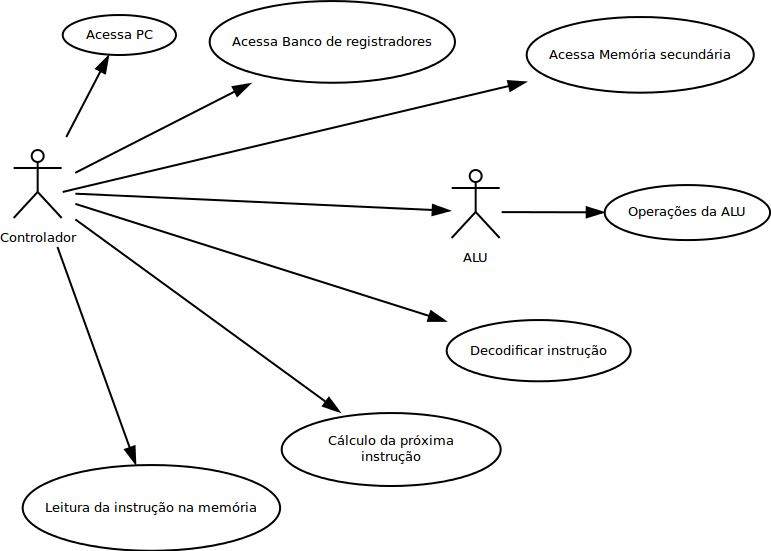 Acessa PC
Acessa Banco de registradores
Acessa Memória secundária
Controlador
ALU
Operações da ALU
Decodificar instrução
Cálculo da próxima
instrução
Leitura da instrução na memória